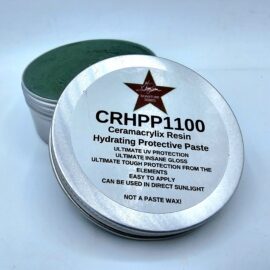 CRHPP1100
Ceramacrylix Resin
Hydrating Protective Paste
ULTIMATE UV PROTECTION
ULTIMATE INSANE GLOSS
ULTIMATE TOUGH PROTECTION FROM THE
ELEMENTS
EASY TO APPLY
CAN BE USED IN DIRECT SUNLIGHT
NOT A PASTE WAX!